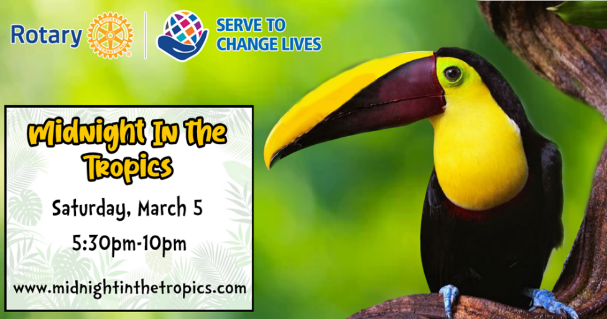 Rotary
SERVE TO
CHANGE LIVES
Midnight In the
Tropics
Saturday, March 5
5:30pm-10pm
www.midnightinthetropics.com